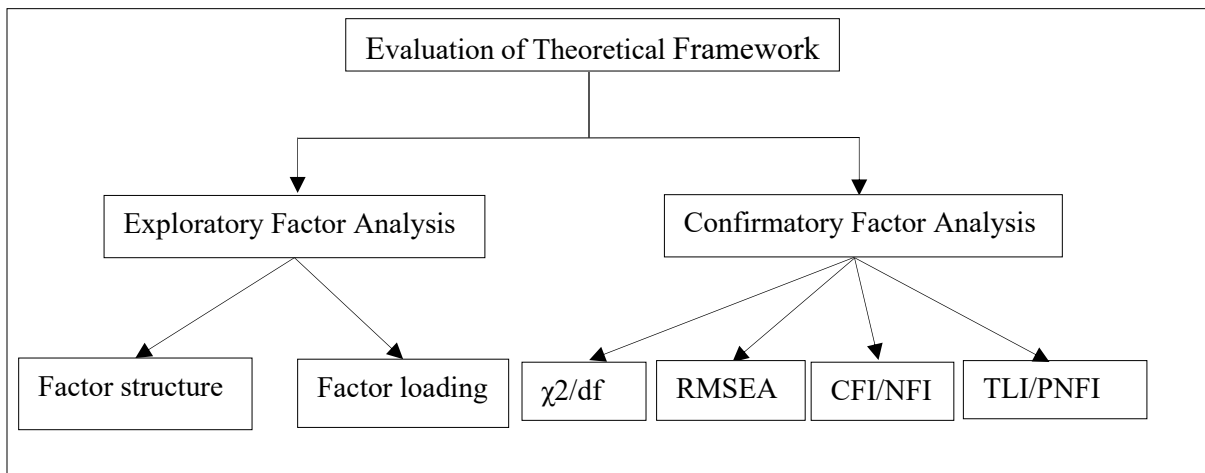 Evaluation of Theoretical Framework
Exploratory Factor Analysis
Confirmatory Factor Analysis
Factor structure
Factor loading
χ2/df
RMSEA
CFI/NFI
TLI/PNFI